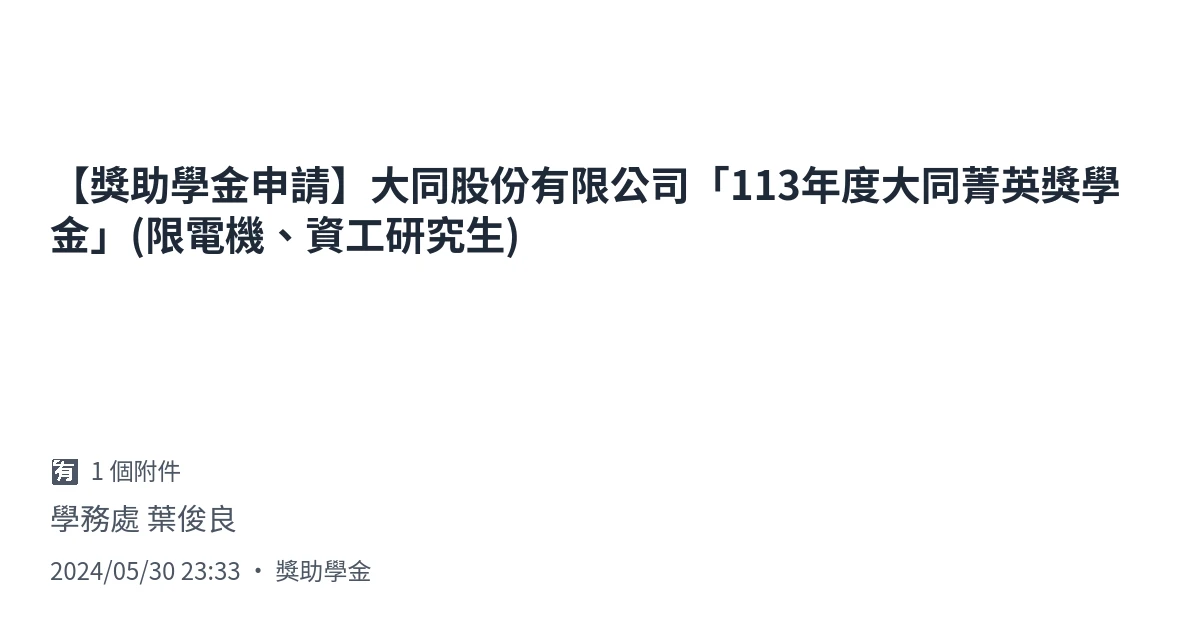 【獎助學金申請】大同股份有限公司「113年度大同菁英獎學
金」(限電機、資工研究生)
🈶 1 個附件
學務處 葉俊良
2024/05/30 23:33 • 獎助學金